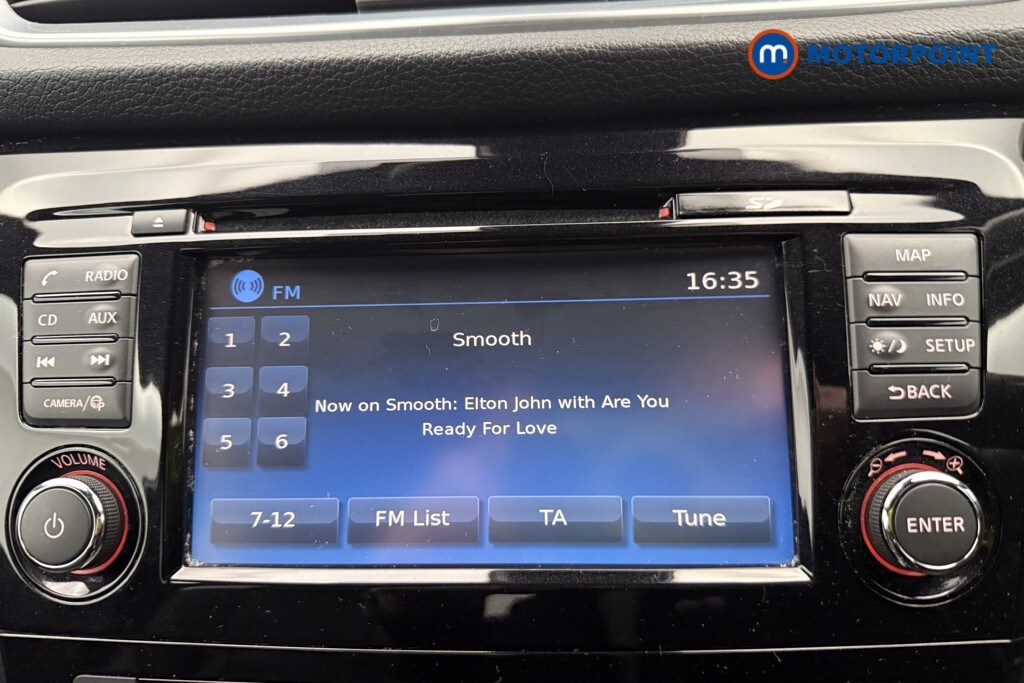 m MOTORPOINT
SD
RADIO
CD AUX
CAMERA/
VOLUME
FM 16:35
1 2
Smooth
3 4
Now on Smooth: Elton John with Are You
Ready For Love
5 6
7-12 FM List TA Tune
MAP
NAV INFO
SETUP
BACK
ENTER